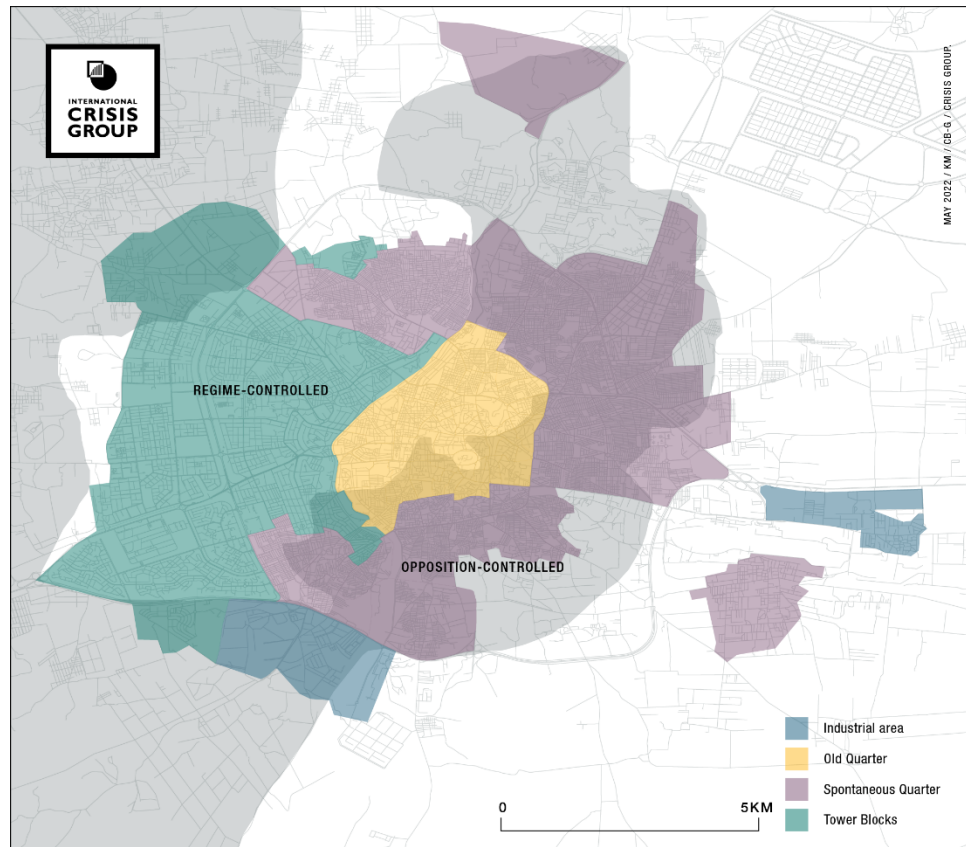 INTERNATIONAL
CRISIS
GROUP
MAY 2022 / KM / CB-G / CRISIS GROUP.
REGIME-CONTROLLED
OPPOSITION-CONTROLLED
Industrial area
Old Quarter
Spontaneous Quarter
Tower Blocks
0 5KM